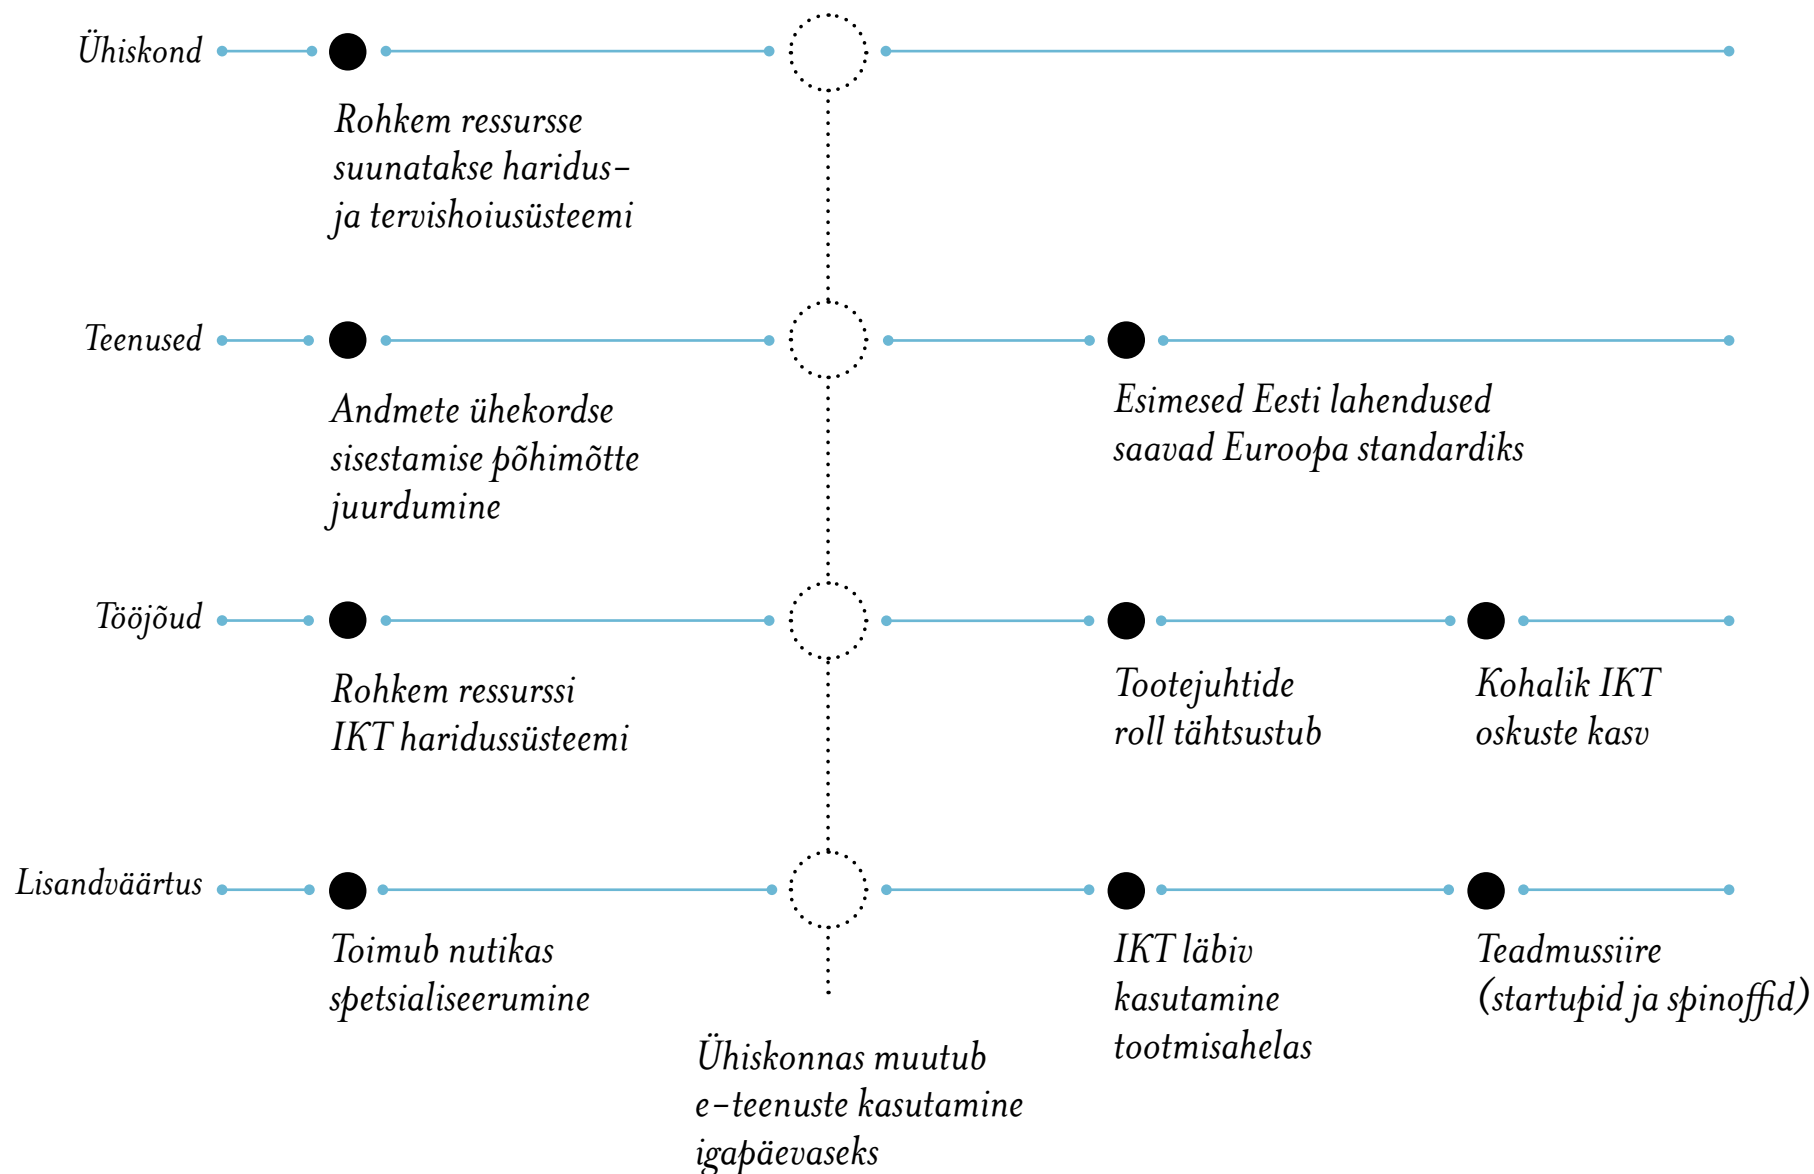 Ühiskond
Rohkem ressursse
suunatakse haridus-
ja tervishoiusüsteemi
Teenused
Andmete ühekordse
sisestamise põhimõtte
juurdumine
Esimesed Eesti lahendused
saavad Euroopa standardiks
Tööjõud
Rohkem ressurssi
IKT haridussüsteemi
Tootejuhtide
roll tähtsustub
Kohalik IKT
oskuste kasv
Lisandväärtus
Toimub nutikas
spetsialiseerumine
IKT läbiv
kasutamine
tootmisahelas
Teadmussiire
(startupid ja spinoffid)
Ühiskonnas muutub
e-teenuste kasutamine
igapäevaseks